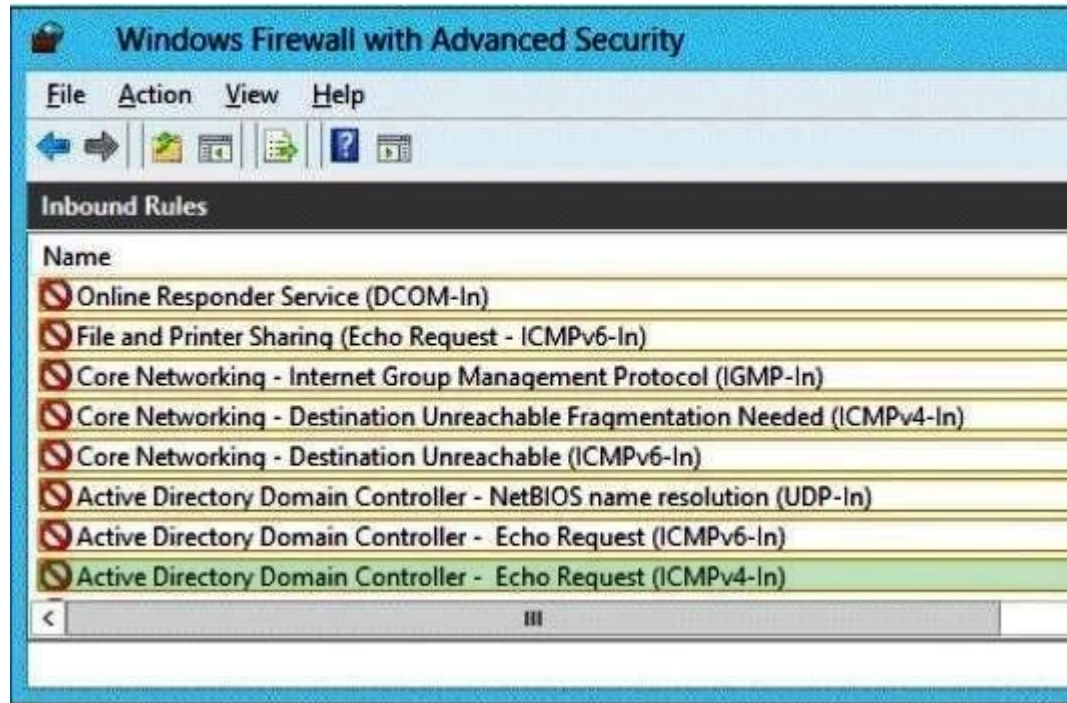 Windows Firewall with Advanced Security
File Action View Help
?
Inbound Rules
Name
Online Responder Service (DCOM-In)
File and Printer Sharing (Echo Request - ICMPv6-In)
Core Networking - Internet Group Management Protocol (IGMP-In)
Core Networking - Destination Unreachable Fragmentation Needed (ICMPv4-In)
Core Networking - Destination Unreachable (ICMPv6-In)
Active Directory Domain Controller - NetBIOS name resolution (UDP-In)
Active Directory Domain Controller - Echo Request (ICMPv6-In)
Active Directory Domain Controller - Echo Request (ICMPv4-In)